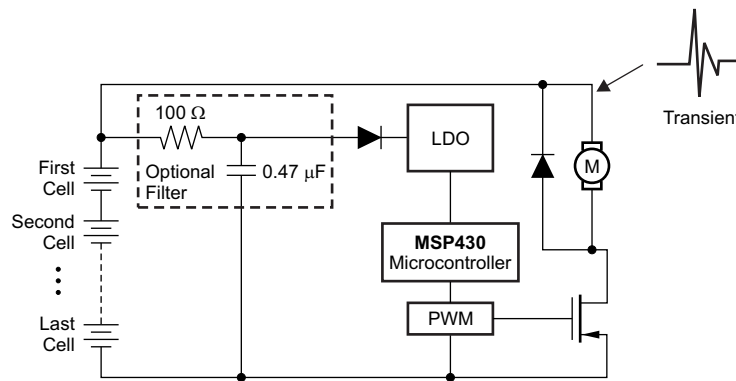 Transient
100 Ω
Optional
Filter
0.47 μF
LDO
M
First
Cell
Second
Cell
Last
Cell
MSP430
Microcontroller
PWM